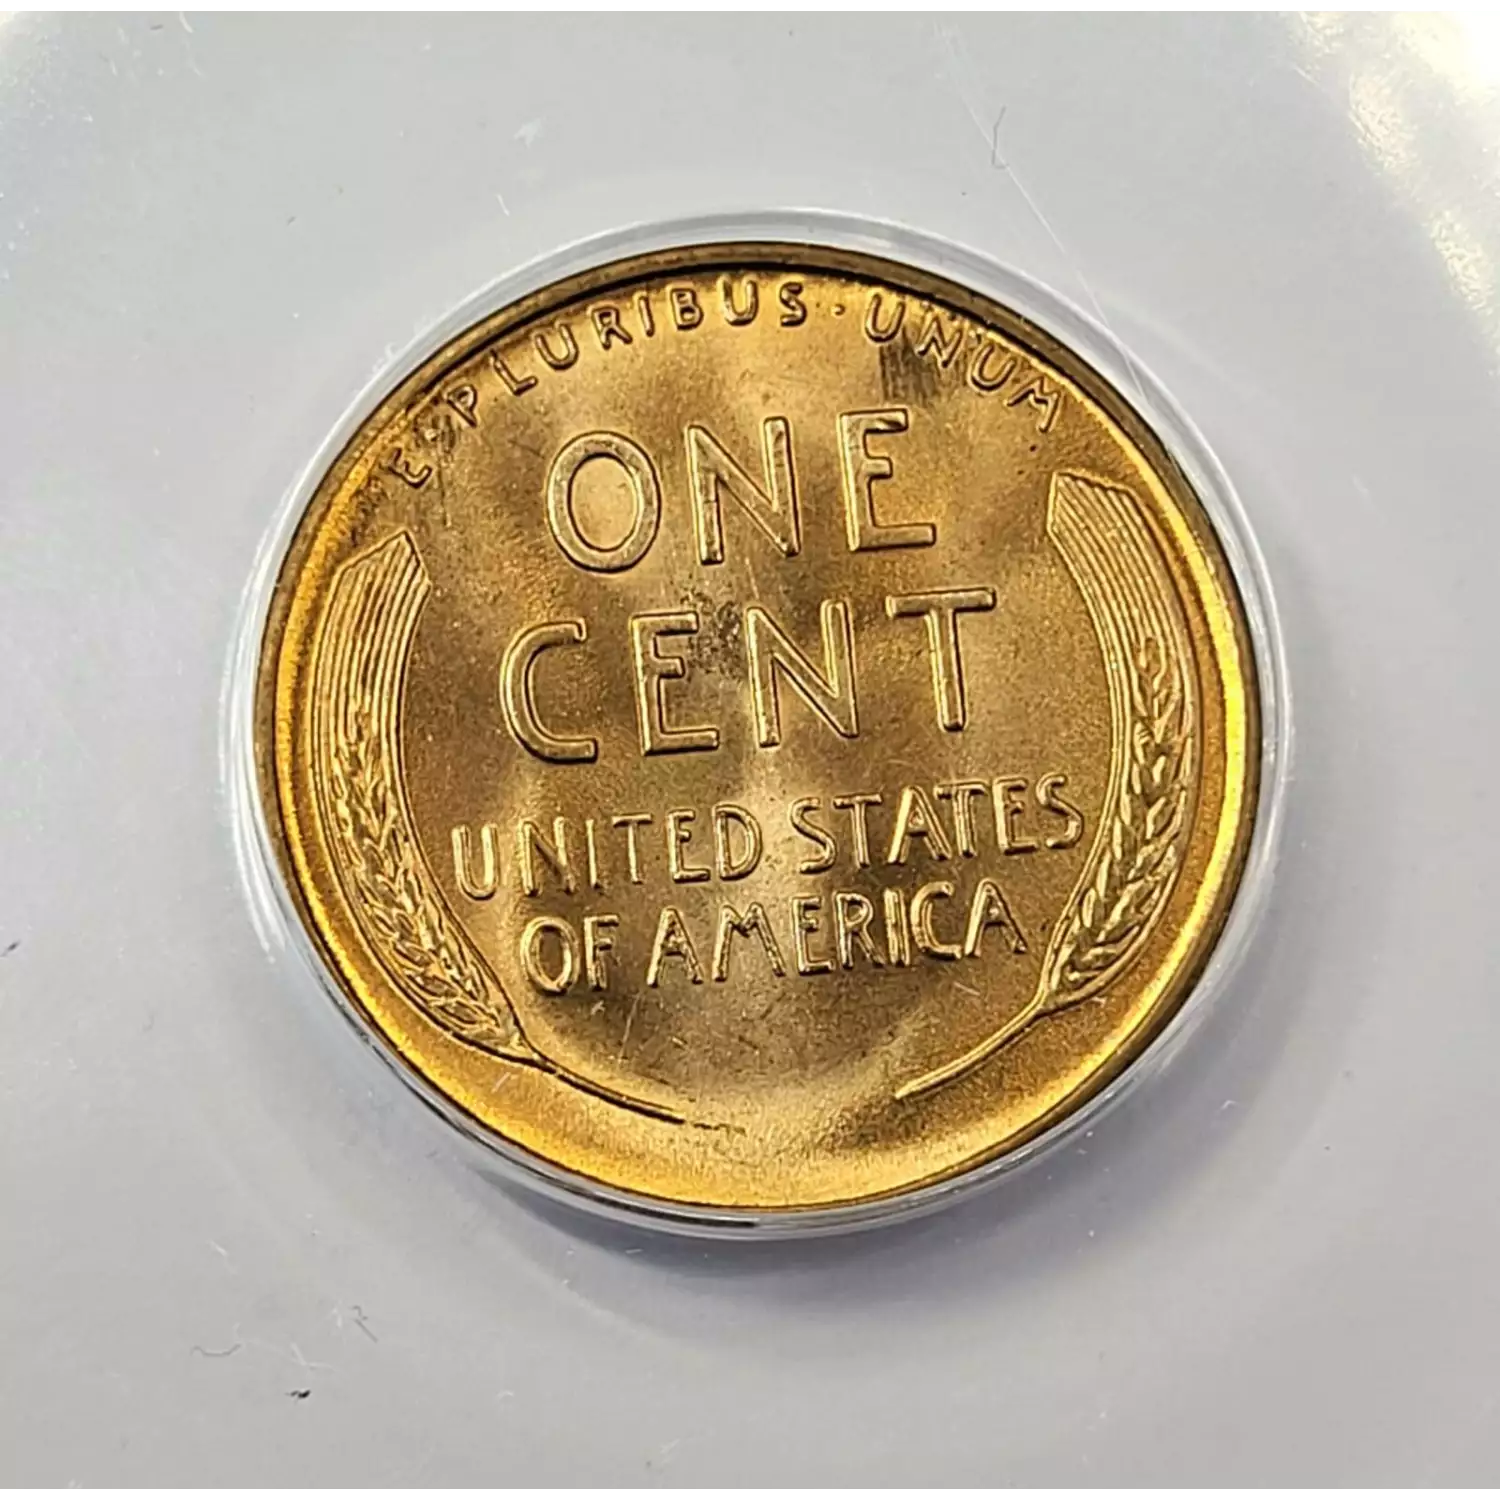 E·PLURIBUS·UNUM
ONE
CENT
UNITED STATES
OF AMERICA